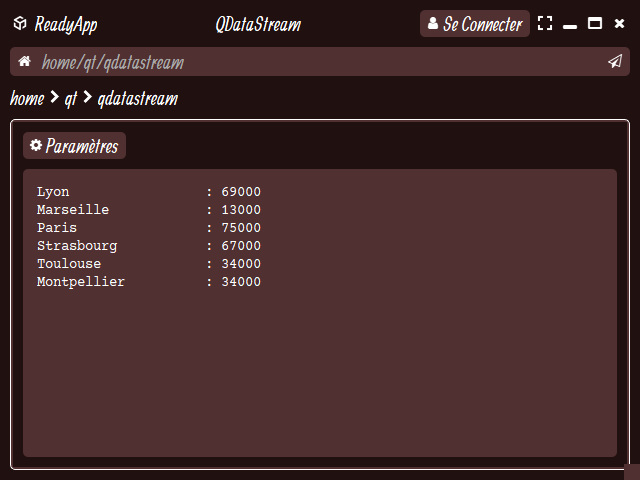 ReadyApp QDataStream Se Connecter
home/qt/qdatastream
home > qt > qdatastream
Paramètres
Lyon : 69000
Marseille : 13000
Paris : 75000
Strasbourg : 67000
Toulouse : 34000
Montpellier : 34000